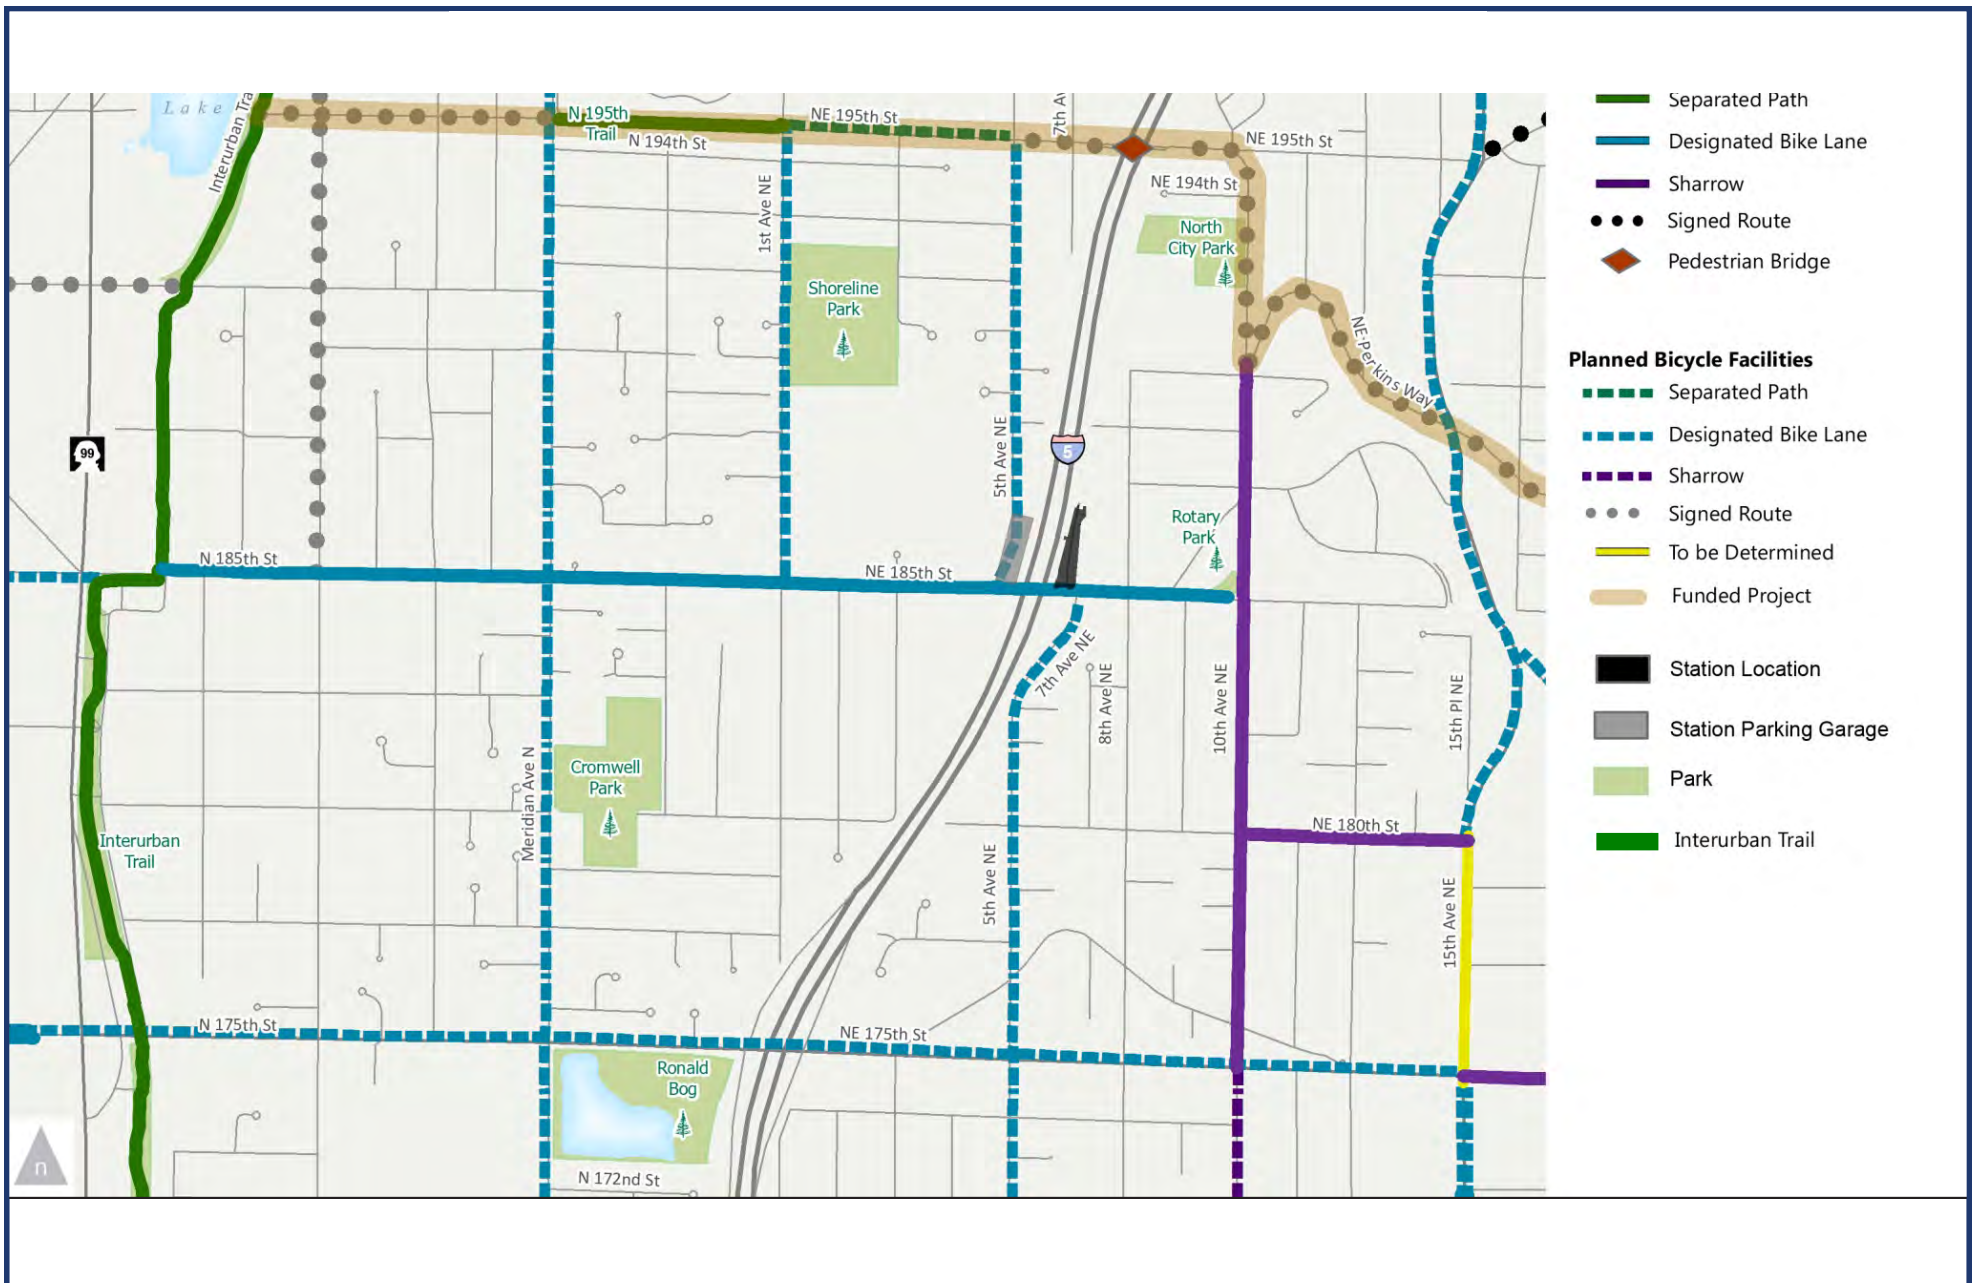 Lake
Interurban Tra
N 195th
Trail
NE 195th St
7th Av
N 194th St
NE 195th St
1st Ave NE
NE 194th St
North
City Park
Shoreline
Park
NE Perkins Way
5th Ave NE
99
5
Rotary
Park
N 185th St
NE 185th St
7th Ave NE
8th Ave NE
10th Ave NE
15th Pl NE
Meridian Ave N
Cromwell
Park
Interurban
Trail
NE 180th St
5th Ave NE
15th Ave NE
N 175th St
NE 175th St
Ronald
Bog
N 172nd St
n
Separated Path
Designated Bike Lane
Sharrow
Signed Route
Pedestrian Bridge
Planned Bicycle Facilities
Separated Path
Designated Bike Lane
Sharrow
Signed Route
To be Determined
Funded Project
Station Location
Station Parking Garage
Park
Interurban Trail